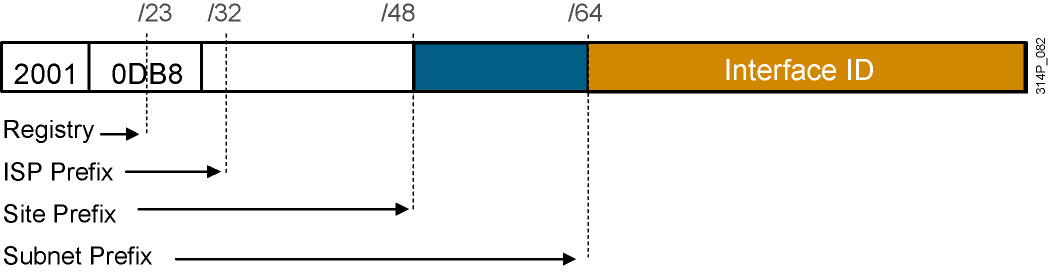 /23 /32 /48 /64
2001 0DB8 Interface ID
314P_082
Registry
ISP Prefix
Site Prefix
Subnet Prefix